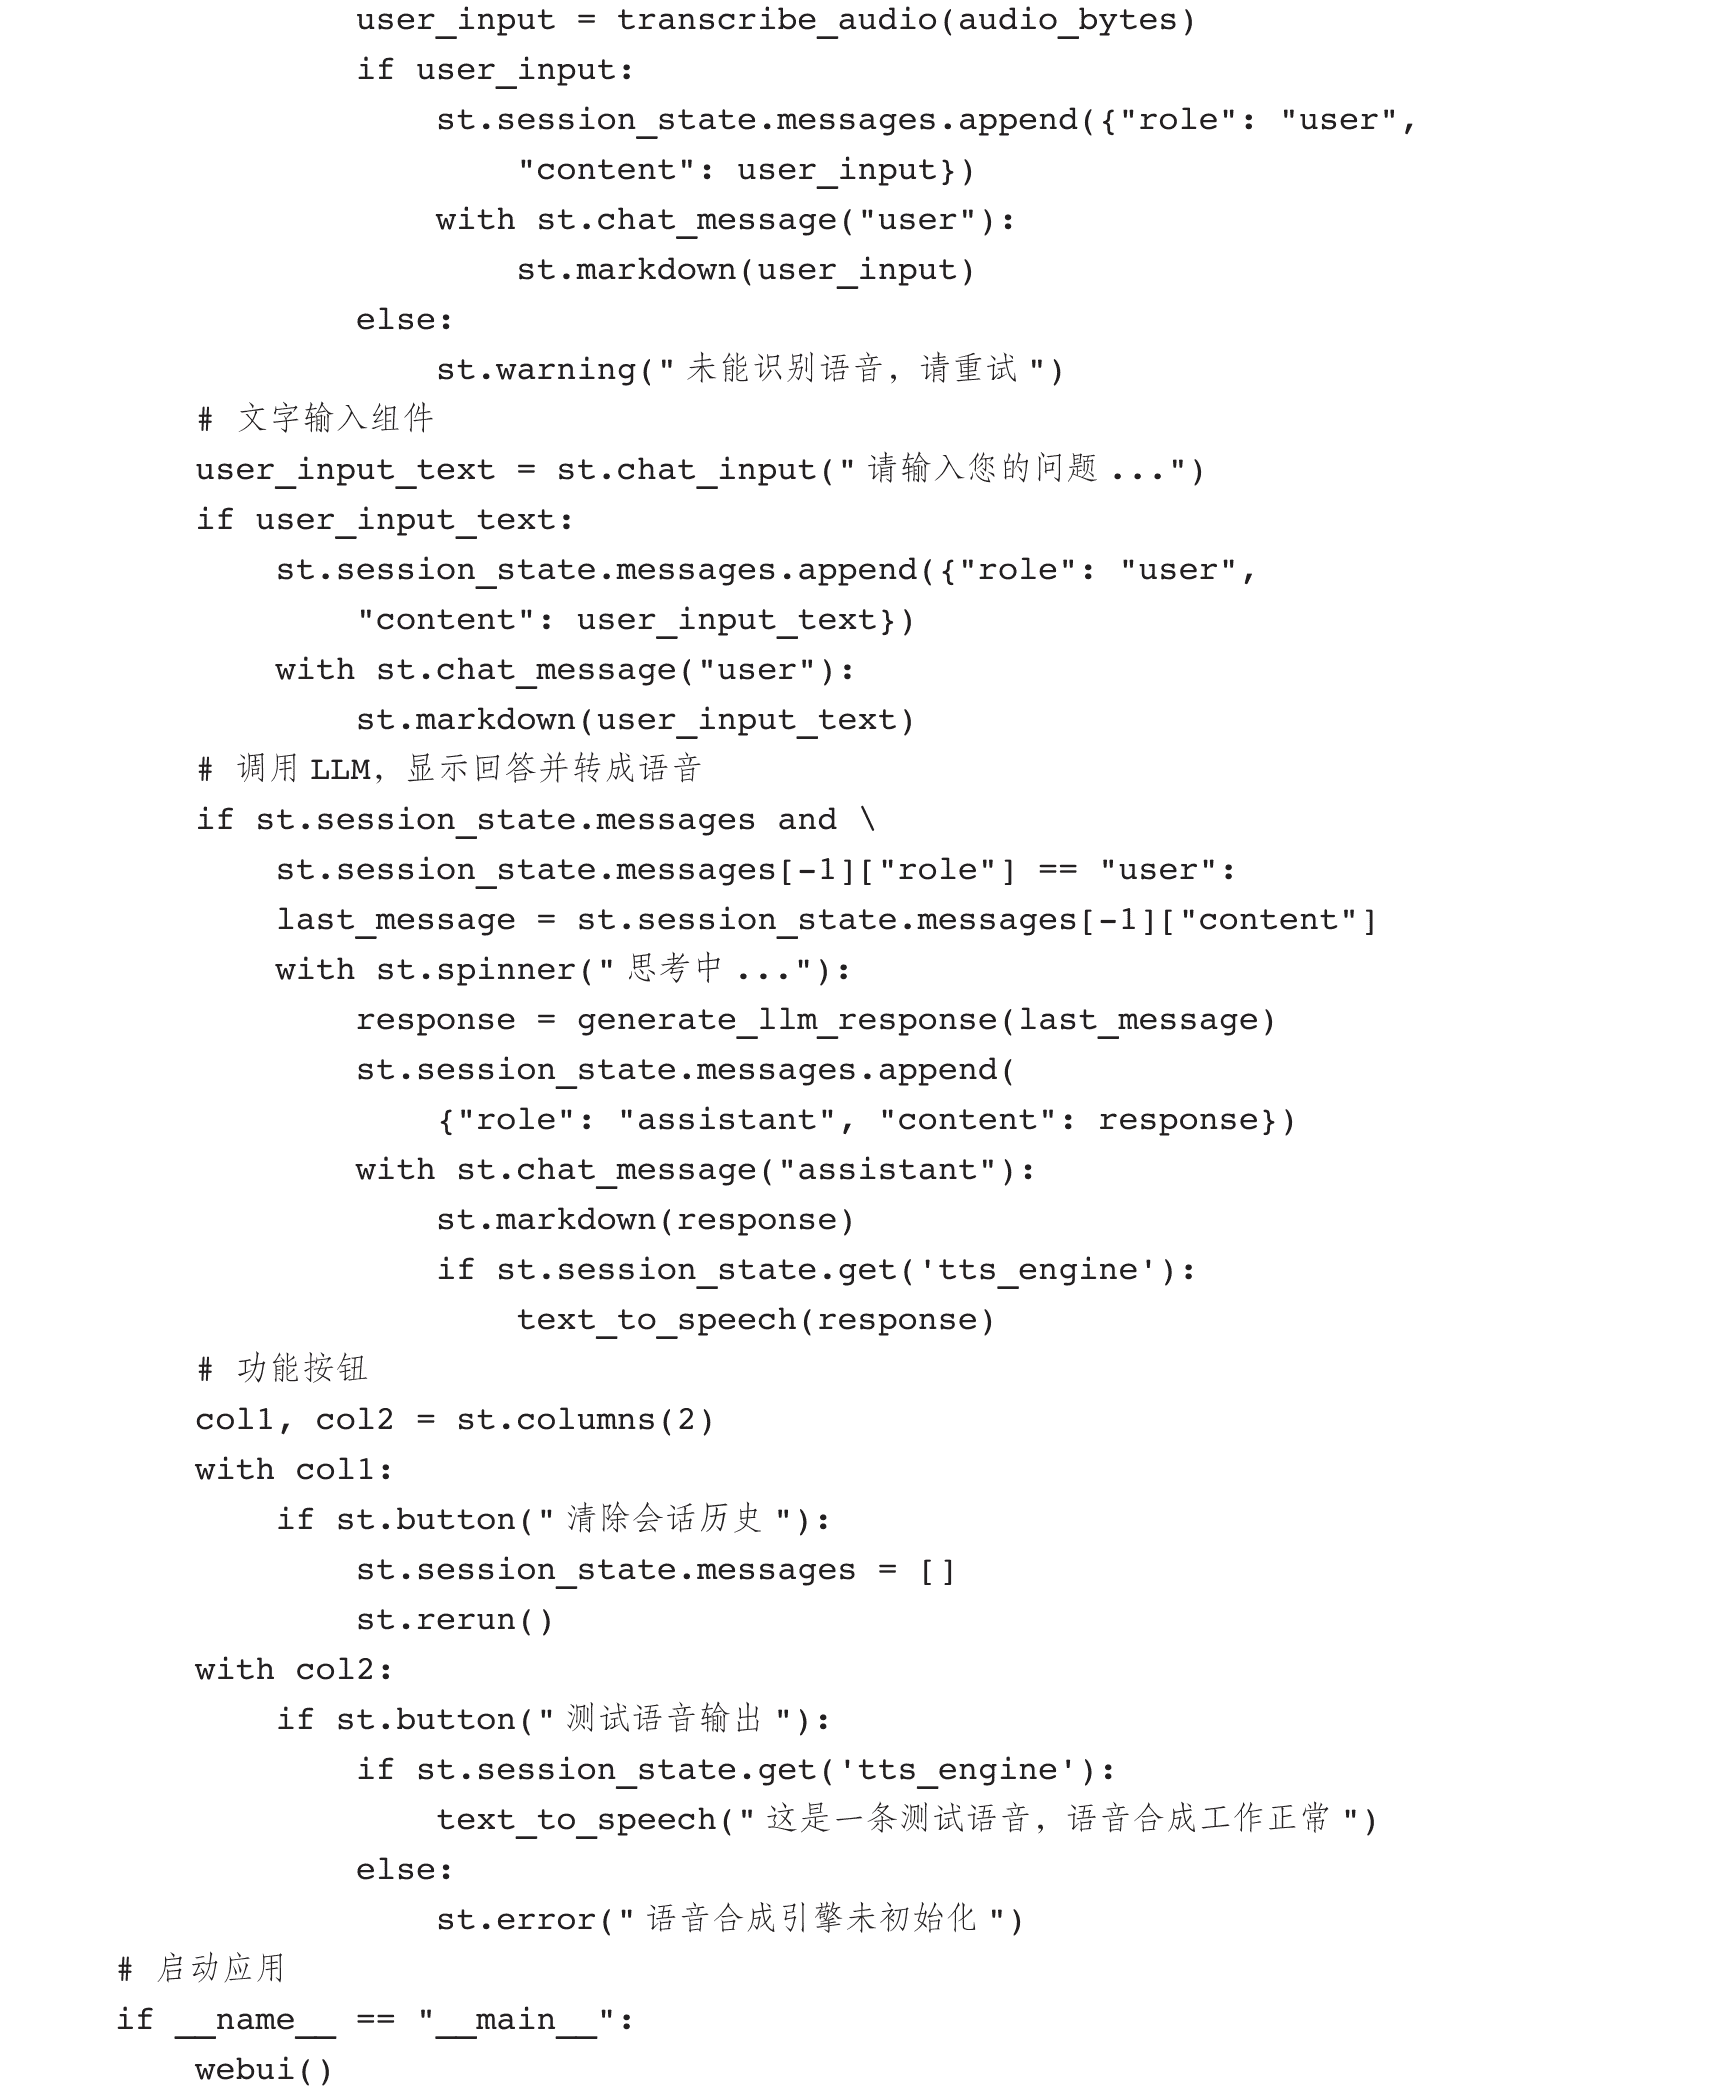 user_input = transcribe_audio(audio_bytes)
            if user_input:
                st.session_state.messages.append({"role": "user",
                    "content": user_input})
                with st.chat_message("user"):
                    st.markdown(user_input)
            else:
                st.warning("未能识别语音，请重试")
    # 文字输入组件
    user_input_text = st.chat_input("请输入您的问题...")
    if user_input_text:
        st.session_state.messages.append({"role": "user",
            "content": user_input_text})
        with st.chat_message("user"):
            st.markdown(user_input_text)
    # 调用LLM，显示回答并转成语音
    if st.session_state.messages and \
        st.session_state.messages[-1]["role"] == "user":
        last_message = st.session_state.messages[-1]["content"]
        with st.spinner("思考中..."):
            response = generate_llm_response(last_message)
            st.session_state.messages.append(
                {"role": "assistant", "content": response})
            with st.chat_message("assistant"):
                st.markdown(response)
                if st.session_state.get('tts_engine'):
                    text_to_speech(response)
    # 功能按钮
    col1, col2 = st.columns(2)
    with col1:
        if st.button("清除会话历史"):
            st.session_state.messages = []
            st.rerun()
    with col2:
        if st.button("测试语音输出"):
            if st.session_state.get('tts_engine'):
                text_to_speech("这是一条测试语音，语音合成工作正常")
            else:
                st.error("语音合成引擎未初始化")
# 启动应用
if __name__ == "__main__":
    webui()